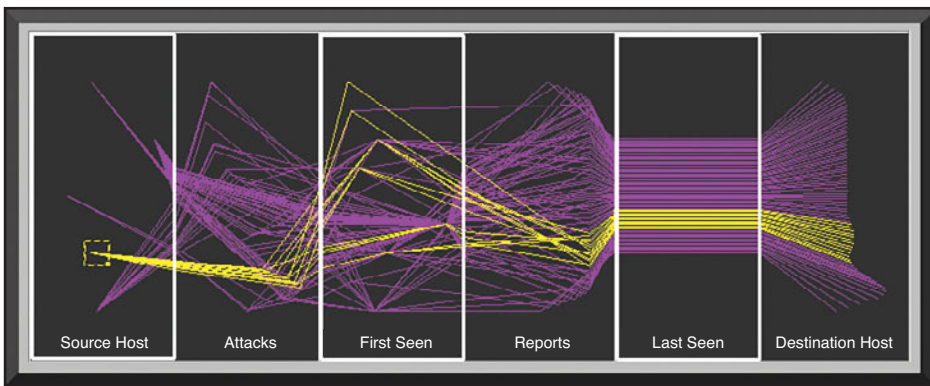 Source Host
Attacks
First Seen
Reports
Last Seen
Destination Host